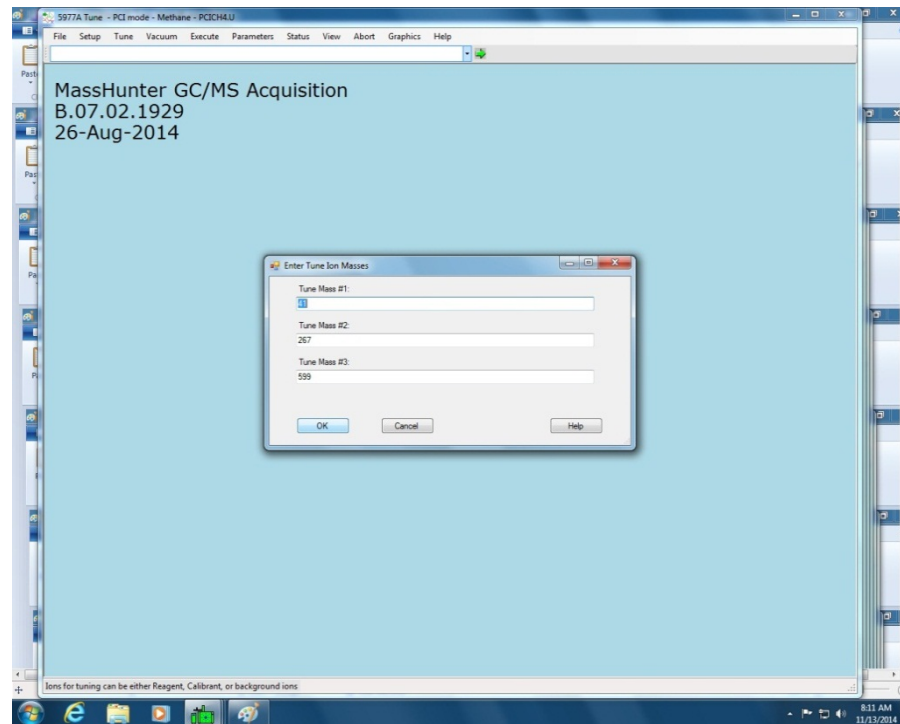 5977A Tune - PCI mode - Methane - PCICH4.U
File Setup Tune Vacuum Execute Parameters Status View Abort Graphics Help
MassHunter GC/MS Acquisition
B.07.02.1929
26-Aug-2014
Enter Tune Ion Masses
Tune Mass #1:
41
Tune Mass #2:
267
Tune Mass #3:
599
OK Cancel Help
Ions for tuning can be either Reagent, Calibrant, or background ions
8:11 AM
11/13/2014